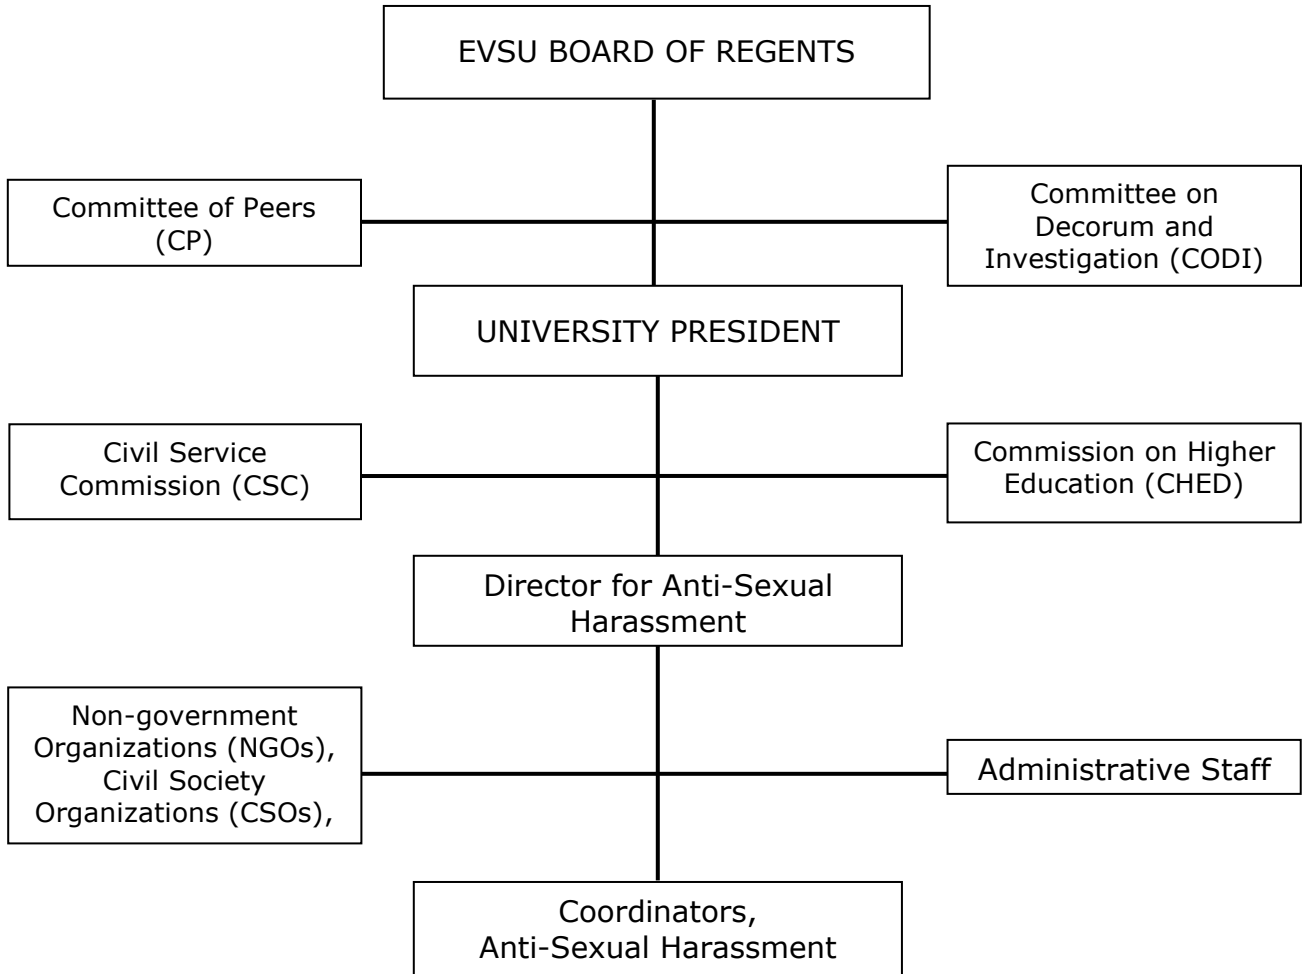 EVSU BOARD OF REGENTS
Committee of Peers
(CP)
Committee on
Decorum and
Investigation (CODI)
UNIVERSITY PRESIDENT
Civil Service
Commission (CSC)
Commission on Higher
Education (CHED)
Director for Anti-Sexual
Harassment
Non-government
Organizations (NGOs),
Civil Society
Organizations (CSOs),
Administrative Staff
Coordinators,
Anti-Sexual Harassment